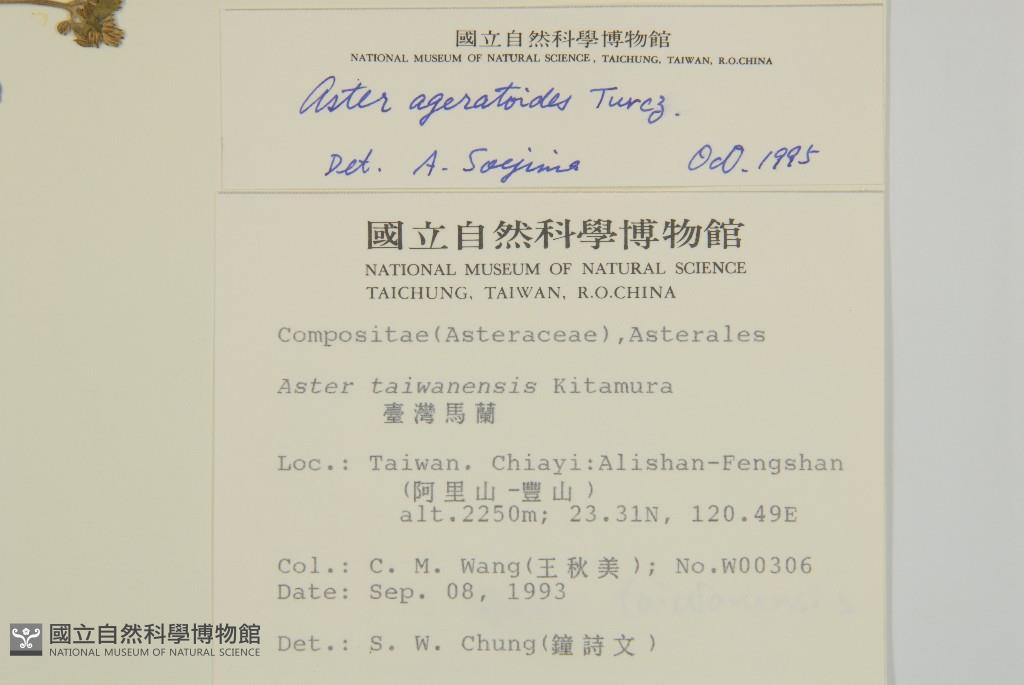 國立自然科學博物館
NATIONAL MUSEUM OF NATURAL SCIENCE, TAICHUNG, TAIWAN, R.O.CHINA
Aster ageratoides Turcz.
Det. A. Soejima Oct. 1995
國立自然科學博物館
NATIONAL MUSEUM OF NATURAL SCIENCE
TAICHUNG, TAIWAN, R.O.CHINA
Compositae(Asteraceae),Asterales
Aster taiwanensis Kitamura
臺灣馬蘭
Loc.: Taiwan. Chiayi:Alishan-Fengshan
(阿里山-豐山)
alt.2250m; 23.31N, 120.49E
Col.: C. M. Wang(王秋美); No.W00306
Date: Sep. 08, 1993
Det.: S. W. Chung(鐘詩文)
國立自然科學博物館
NATIONAL MUSEUM OF NATURAL SCIENCE